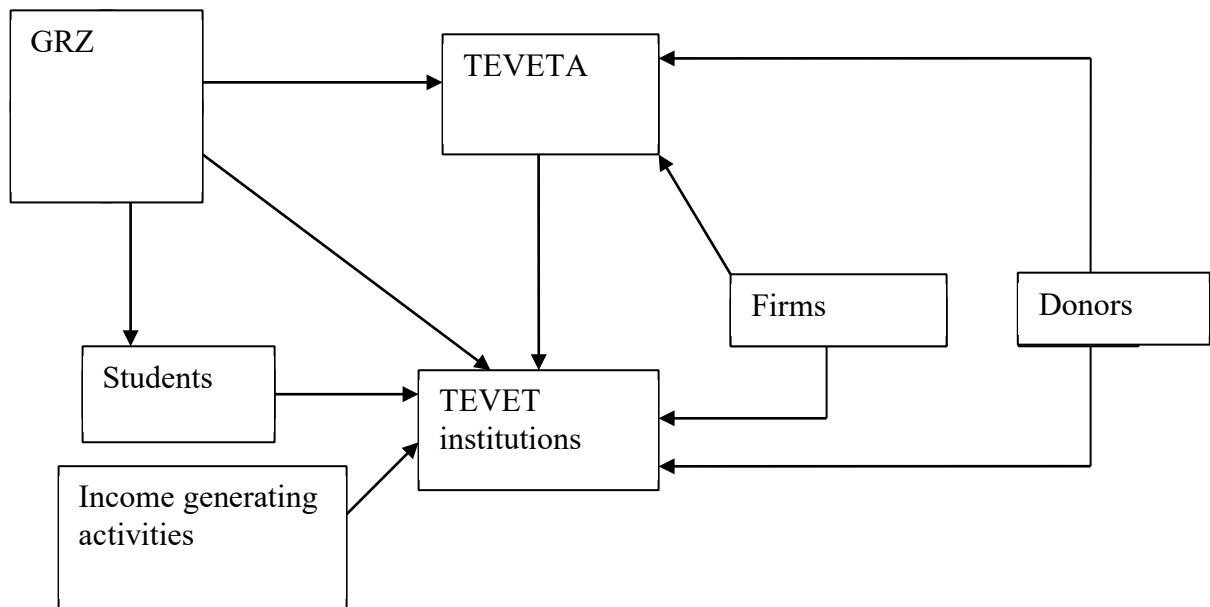 GRZ
TEVETA
Firms
Donors
Students
TEVET
institutions
Income generating
activities